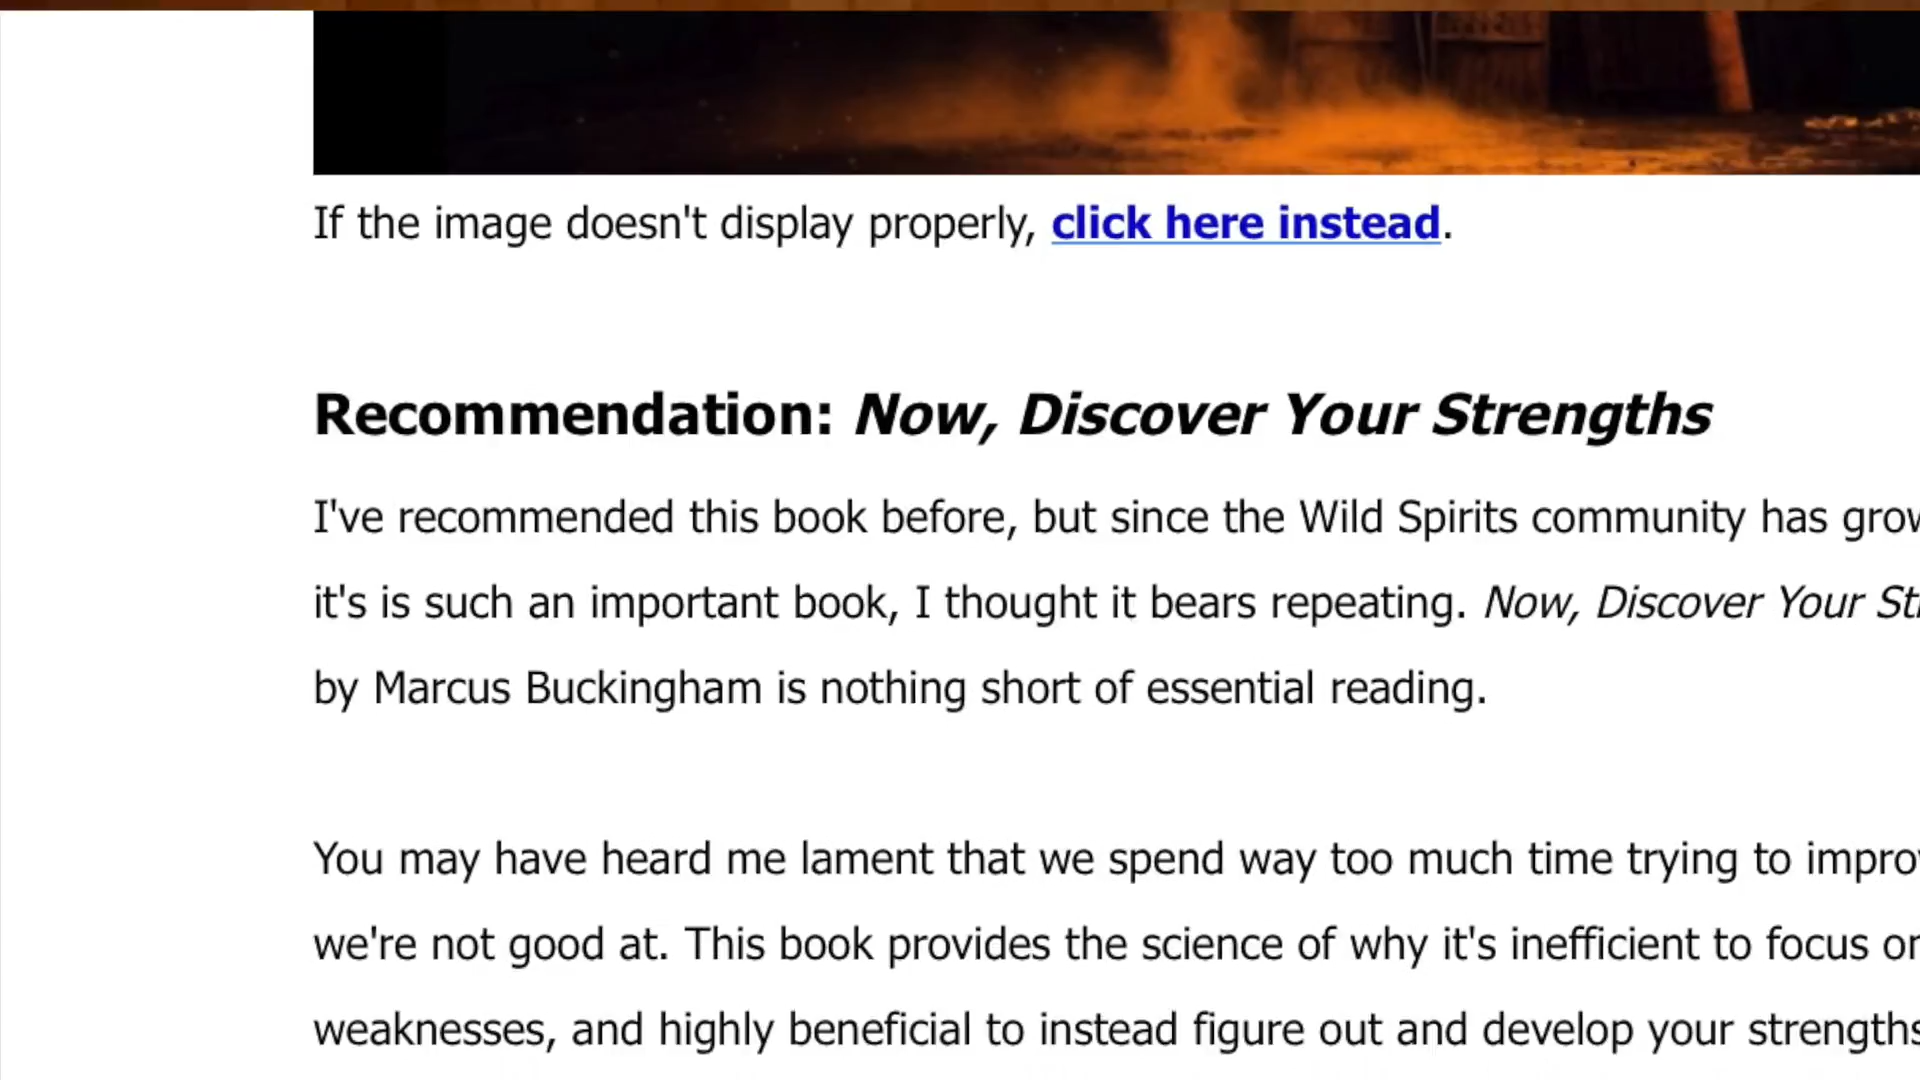 If the image doesn't display properly, click here instead.
Recommendation: Now, Discover Your Strengths
I've recommended this book before, but since the Wild Spirits community has
it's is such an important book, I thought it bears repeating. Now, Discover Your
by Marcus Buckingham is nothing short of essential reading.
You may have heard me lament that we spend way too much time trying to
we're not good at. This book provides the science of why it's inefficient to focus
weaknesses, and highly beneficial to instead figure out and develop your strengths